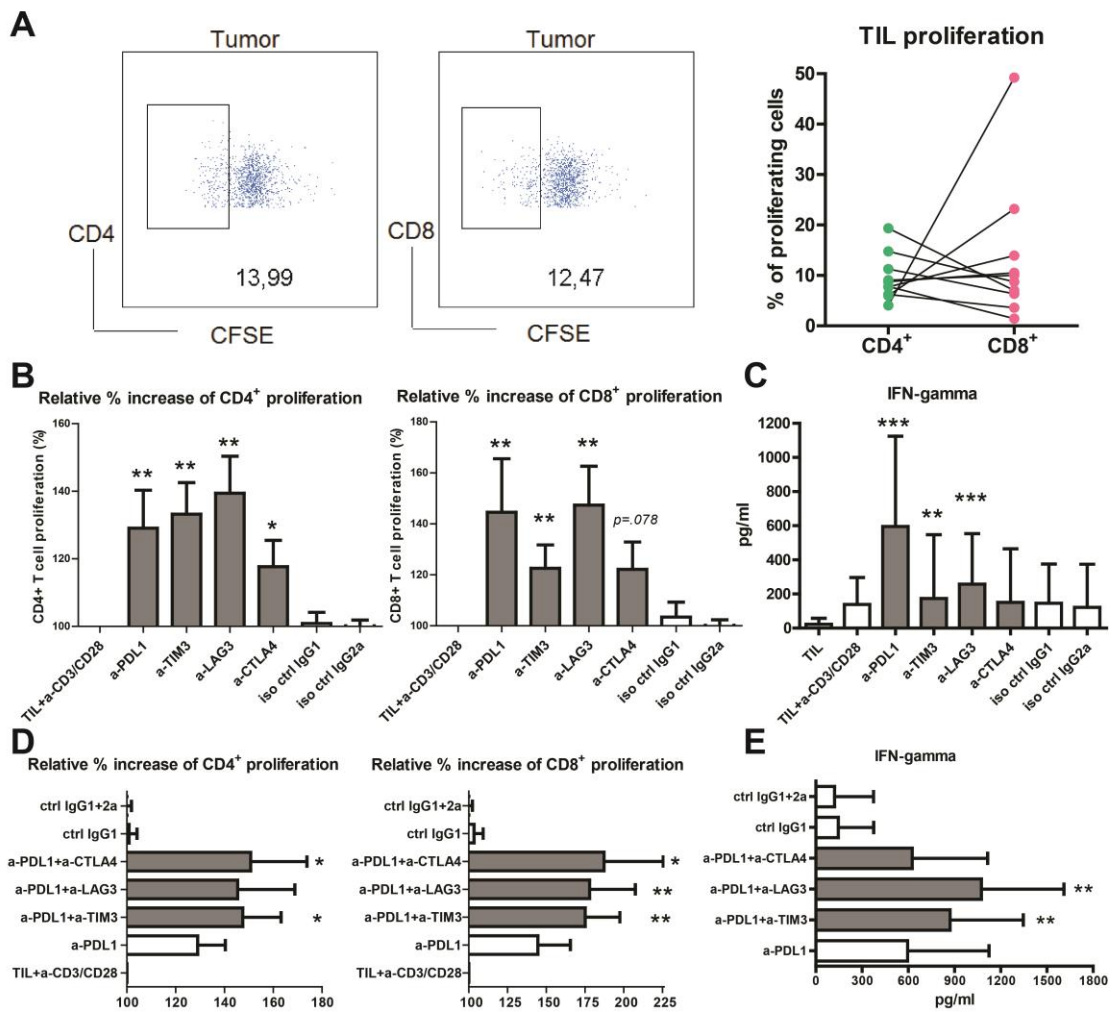 A
Tumor
CD4
13,99
CFSE
Tumor
CD8
12,47
CFSE
TIL proliferation
% of proliferating cells
50
40
30
20
10
0
CD4+
CD8+
B
Relative % increase of CD4+ proliferation
CD4+ T cell proliferation (%)
160
140
120
100
**
**
**
*
TIL+a-CD3/CD28
a-PDL1
a-TIM3
a-LAG3
a-CTLA4
iso ctrl IgG1
iso ctrl IgG2a
Relative % increase of CD8+ proliferation
CD8+ T cell proliferation (%)
200
180
160
140
120
100
**
**
**
p=.078
TIL+a-CD3/CD28
a-PDL1
a-TIM3
a-LAG3
a-CTLA4
iso ctrl IgG1
iso ctrl IgG2a
C
IFN-gamma
pg/ml
1200
1000
800
600
400
200
0
***
**
***
TIL
TIL+a-CD3/CD28
a-PDL1
a-TIM3
a-LAG3
a-CTLA4
iso ctrl IgG1
iso ctrl IgG2a
D
Relative % increase of CD4+ proliferation
ctrl IgG1+2a
ctrl IgG1
a-PDL1+a-CTLA4 *
a-PDL1+a-LAG3
a-PDL1+a-TIM3 *
a-PDL1
TIL+a-CD3/CD28
100 120 140 160 180
Relative % increase of CD8+ proliferation
ctrl IgG1+2a
ctrl IgG1
a-PDL1+a-CTLA4 *
a-PDL1+a-LAG3 **
a-PDL1+a-TIM3 **
a-PDL1
TIL+a-CD3/CD28
100 125 150 175 200 225
E
IFN-gamma
ctrl IgG1+2a
ctrl IgG1
a-PDL1+a-CTLA4
a-PDL1+a-LAG3 **
a-PDL1+a-TIM3 **
a-PDL1
0 300 600 900 1200 1500 1800
pg/ml